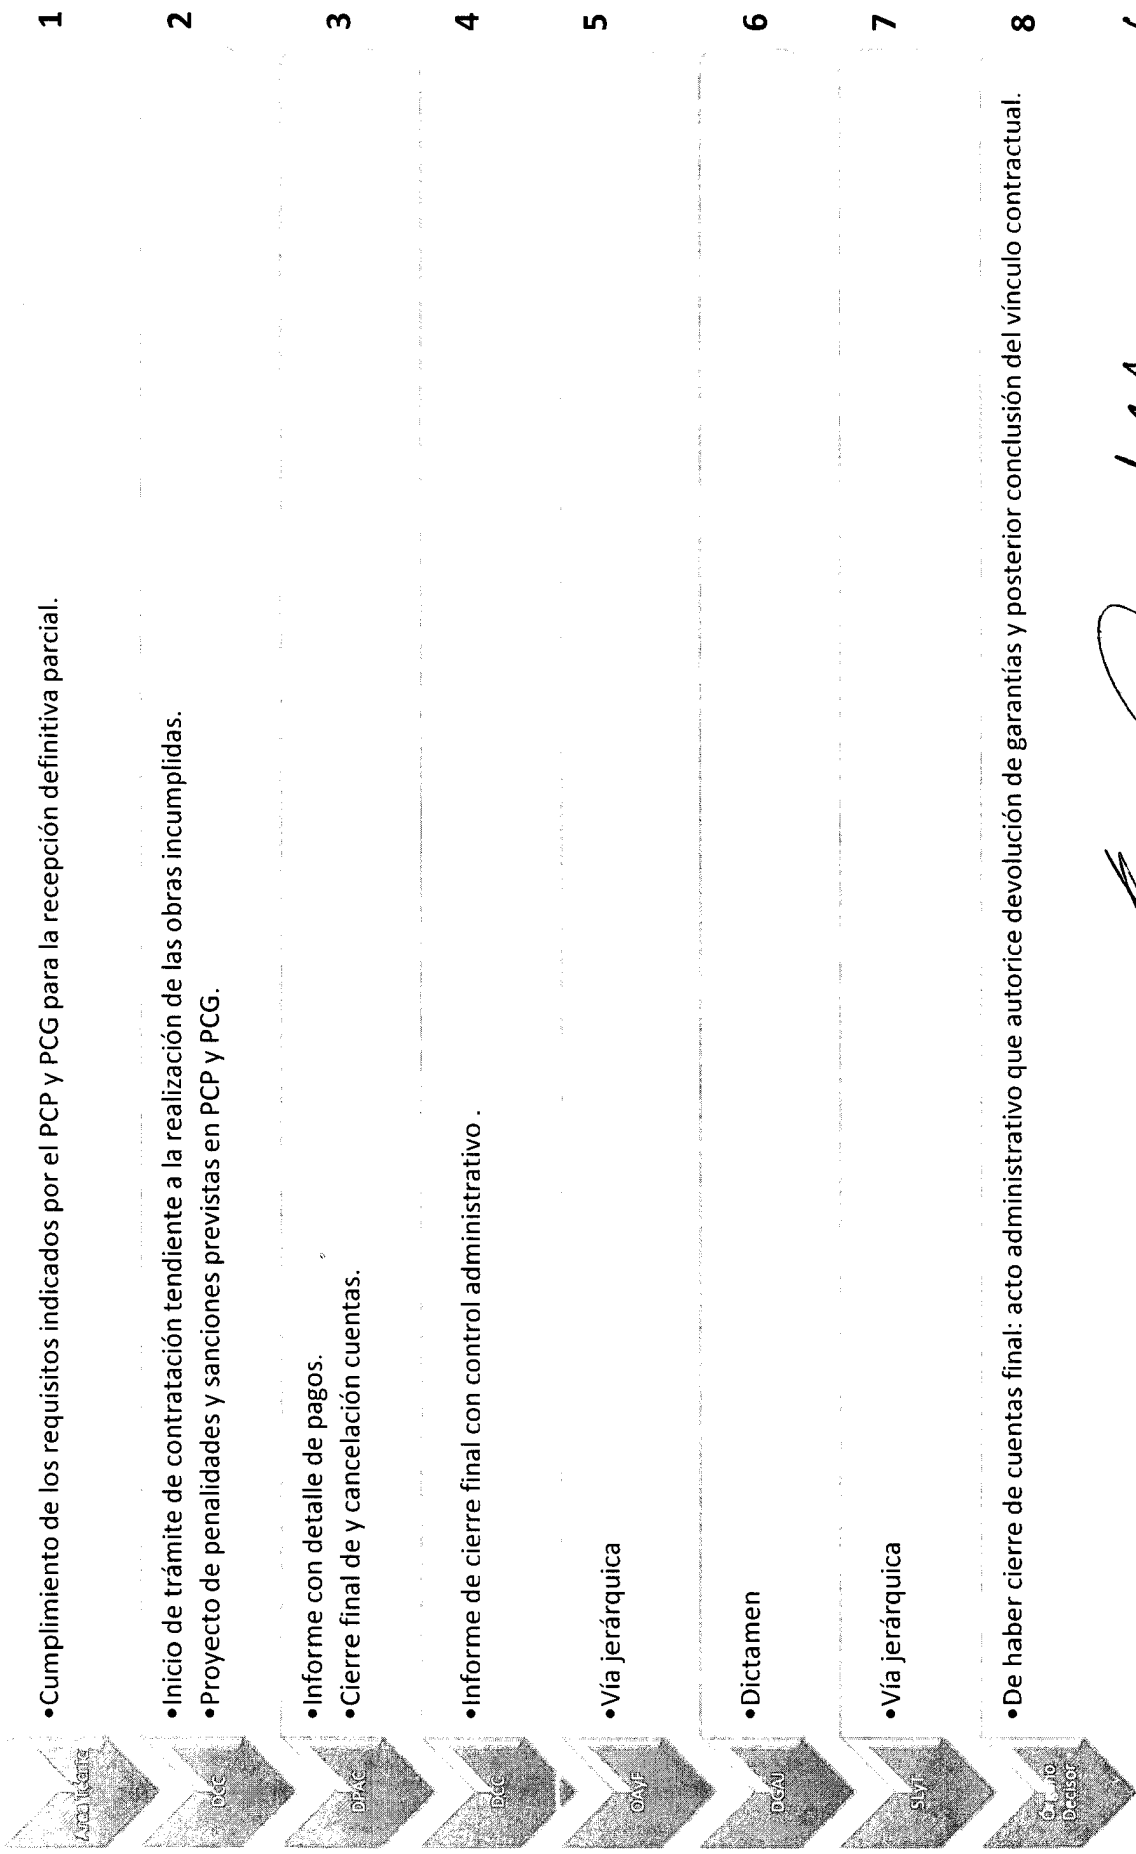 1
•Cumplimiento de los requisitos indicados por el PCP y PCG para la recepción definitiva parcial.
DGC
2
•Inicio de trámite de contratación tendiente a la realización de las obras incumplidas.
•Proyecto de penalidades y sanciones previstas en PCP y PCG.
DPAC
3
•Informe con detalle de pagos.
•Cierre final de y cancelación cuentas.
DGC
4
•Informe de cierre final con control administrativo .
OAyF
5
•Vía jerárquica
DGAJ
6
•Dictamen
SLyT
7
•Vía jerárquica
Decisor
8
•De haber cierre de cuentas final: acto administrativo que autorice devolución de garantías y posterior conclusión del vínculo contractual.